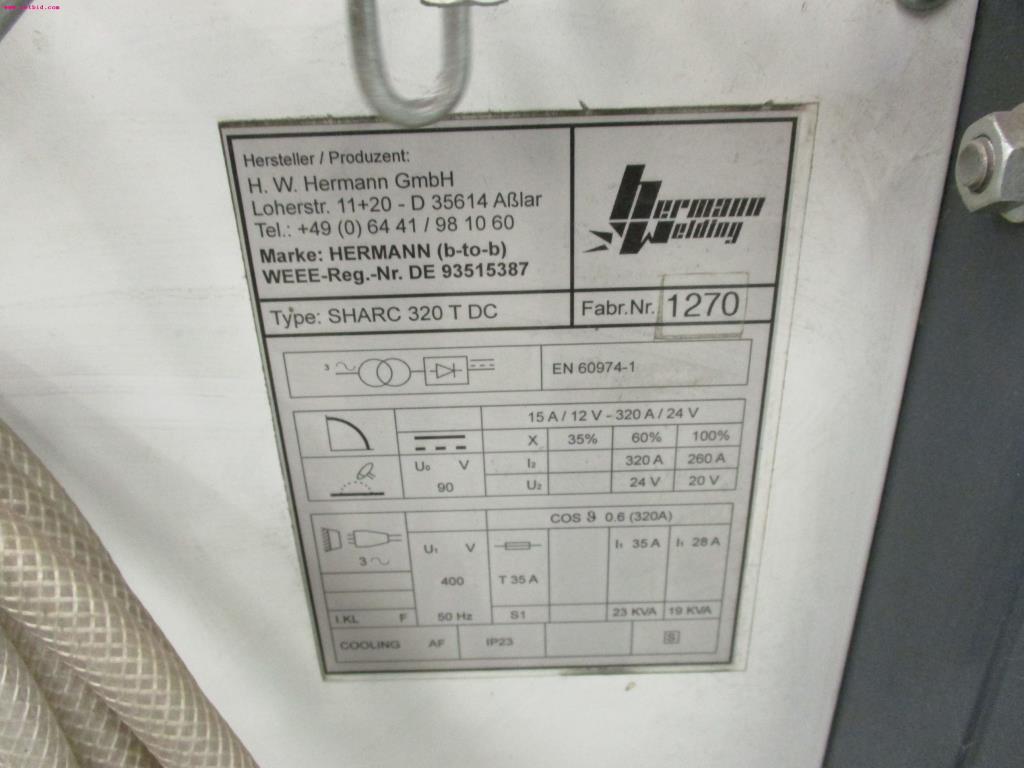 Hersteller / Produzent:
H. W. Hermann GmbH
Loherstr. 11+20 - D 35614 Aßlar
Tel.: +49 (0) 64 41 / 98 10 60
Marke: HERMANN (b-to-b)
WEEE-Reg.-Nr. DE 93515387
hermann
Welding
Type: SHARC 320 T DC
Fabr.Nr. 1270
3
EN 60974-1
15 A / 12 V - 320 A / 24 V
X 35% 60% 100%
U₀ V
I₂ 320 A 260 A
90
U₂ 24 V 20 V
COS ϑ 0.6 (320A)
3
U₁ V
I₁ 35 A I₁ 28 A
400
T 35 A
I.KL F
50 Hz
S1
23 KVA 19 KVA
COOLING AF IP23
S